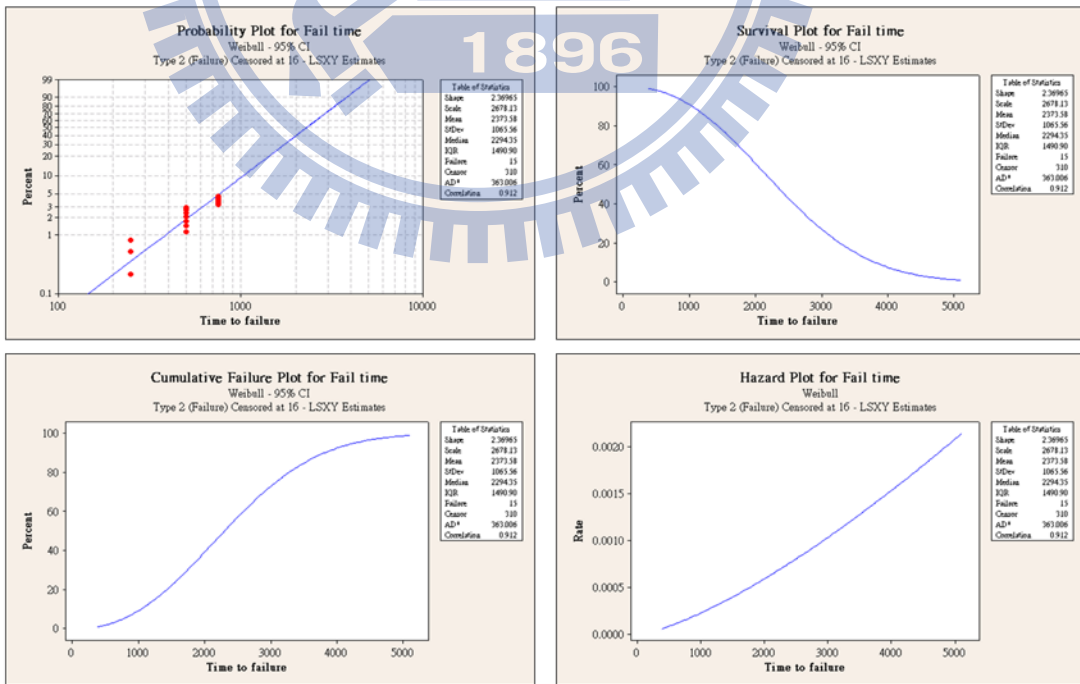 1896
Probability Plot for Fail time
Weibull - 95% CI
Type 2 (Failure) Censored at 16 - LSXY Estimates
Percent
99
90
80
70
60
50
40
30
20
10
5
3
2
1
0.1
100
1000
10000
Time to failure
Table of Statistics
Shape 2.36965
Scale 2678.13
Mean 2373.58
StDev 1065.56
Median 2294.35
IQR 1490.90
Failure 15
Censor 310
AD* 363.006
Correlation 0.912
Survival Plot for Fail time
Weibull - 95% CI
Type 2 (Failure) Censored at 16 - LSXY Estimates
Percent
100
80
60
40
20
0
0
1000
2000
3000
4000
5000
Time to failure
Table of Statistics
Shape 2.36965
Scale 2678.13
Mean 2373.58
StDev 1065.56
Median 2294.35
IQR 1490.90
Failure 15
Censor 310
AD* 363.006
Correlation 0.912
Cumulative Failure Plot for Fail time
Weibull - 95% CI
Type 2 (Failure) Censored at 16 - LSXY Estimates
Percent
100
80
60
40
20
0
0
1000
2000
3000
4000
5000
Time to failure
Table of Statistics
Shape 2.36965
Scale 2678.13
Mean 2373.58
StDev 1065.56
Median 2294.35
IQR 1490.90
Failure 15
Censor 310
AD* 363.006
Correlation 0.912
Hazard Plot for Fail time
Weibull
Type 2 (Failure) Censored at 16 - LSXY Estimates
Rate
0.0020
0.0015
0.0010
0.0005
0.0000
0
1000
2000
3000
4000
5000
Time to failure
Table of Statistics
Shape 2.36965
Scale 2678.13
Mean 2373.58
StDev 1065.56
Median 2294.35
IQR 1490.90
Failure 15
Censor 310
AD* 363.006
Correlation 0.912